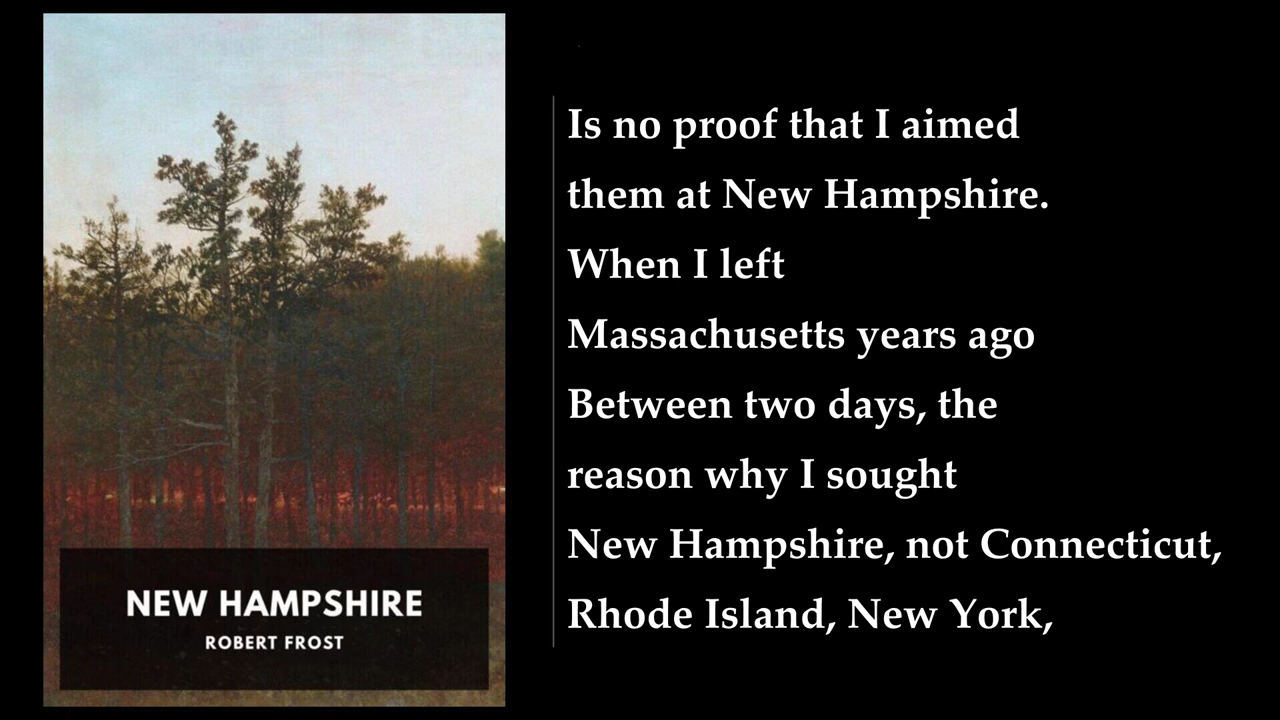 NEW HAMPSHIRE
ROBERT FROST
Is no proof that I aimed
them at New Hampshire.
When I left
Massachusetts years ago
Between two days, the
reason why I sought
New Hampshire, not Connecticut,
Rhode Island, New York,